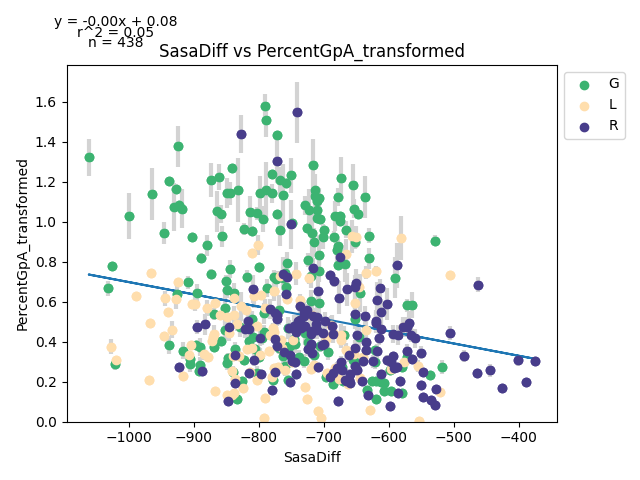 y = -0.00x + 0.08
r^2 = 0.05
n = 438
SasaDiff vs PercentGpA_transformed
1.6
1.4
1.2
1.0
0.8
0.6
0.4
0.2
0.0
PercentGpA_transformed
−1000
−900
−800
−700
−600
−500
−400
SasaDiff
G
L
R